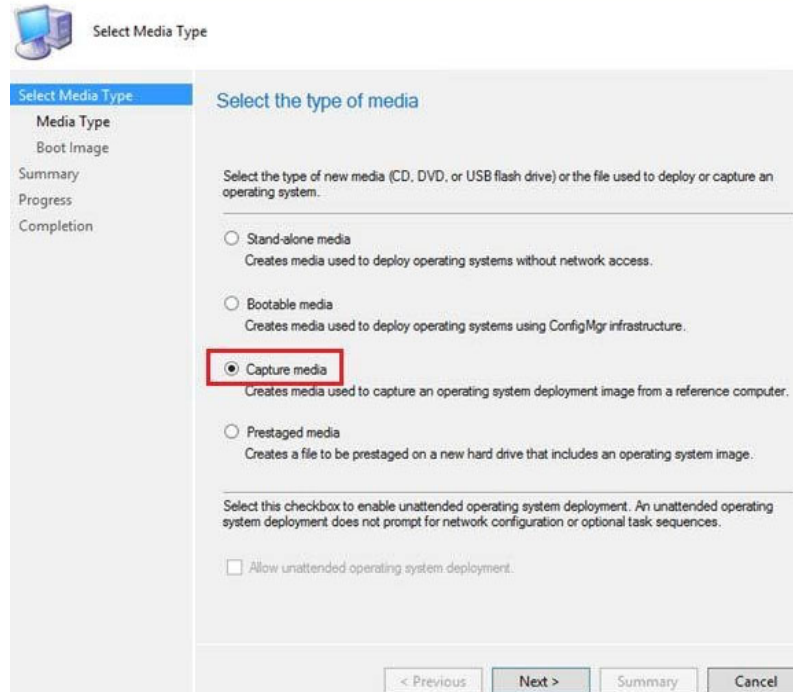 Select Media Type
Select Media Type
Media Type
Boot Image
Summary
Progress
Completion
Select the type of media
Select the type of new media (CD, DVD, or USB flash drive) or the file used to deploy or capture an
operating system.
Stand-alone media
Creates media used to deploy operating systems without network access.
Bootable media
Creates media used to deploy operating systems using ConfigMgr infrastructure.
Capture media
Creates media used to capture an operating system deployment image from a reference computer.
Prestaged media
Creates a file to be prestaged on a new hard drive that includes an operating system image.
Select this checkbox to enable unattended operating system deployment. An unattended operating
system deployment does not prompt for network configuration or optional task sequences.
Allow unattended operating system deployment.
< Previous Next > Summary Cancel